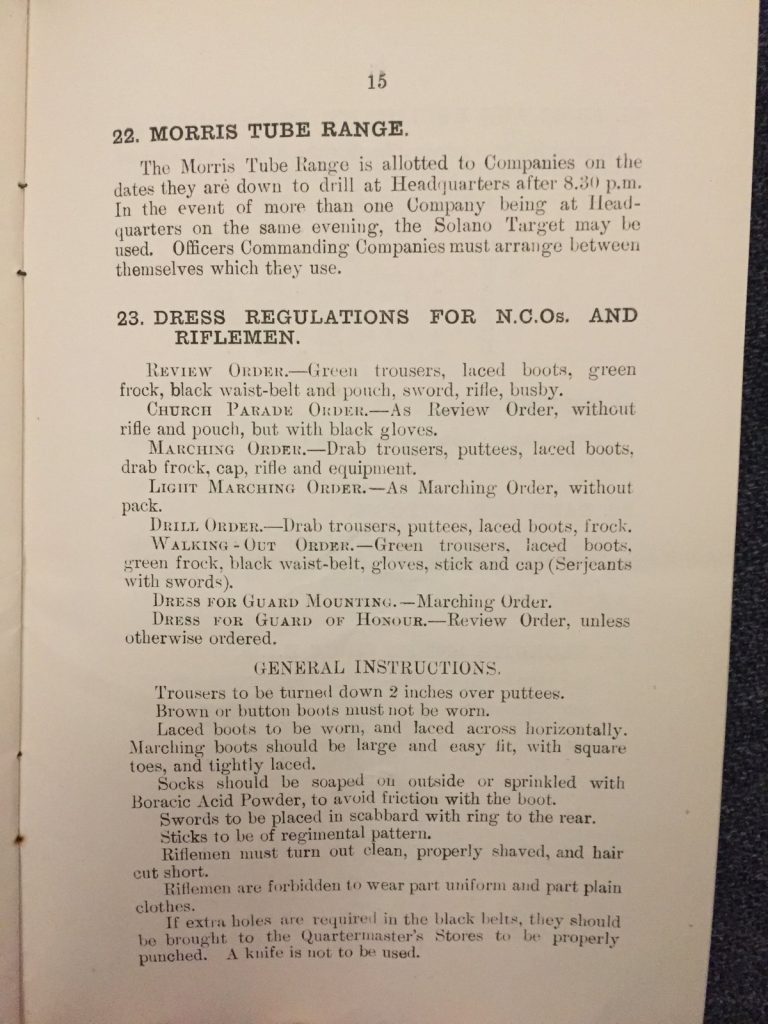 15
22. MORRIS TUBE RANGE.
The Morris Tube Range is allotted to Companies on the
dates they are down to drill at Headquarters after 8.30 p.m.
In the event of more than one Company being at Head-
quarters on the same evening, the Solano Target may be
used. Officers Commanding Companies must arrange between
themselves which they use.
23. DRESS REGULATIONS FOR N.C.Os. AND
RIFLEMEN.
REVIEW ORDER.—Green trousers, laced boots, green
frock, black waist-belt and pouch, sword, rifle, busby.
CHURCH PARADE ORDER.—As Review Order, without
rifle and pouch, but with black gloves.
MARCHING ORDER.—Drab trousers, puttees, laced boots,
drab frock, cap, rifle and equipment.
LIGHT MARCHING ORDER.—As Marching Order, without
pack.
DRILL ORDER.—Drab trousers, puttees, laced boots, frock.
WALKING-OUT ORDER.—Green trousers, laced boots,
green frock, black waist-belt, gloves, stick and cap (Serjeants
with swords).
DRESS FOR GUARD MOUNTING.—Marching Order.
DRESS FOR GUARD OF HONOUR.—Review Order, unless
otherwise ordered.
GENERAL INSTRUCTIONS.
Trousers to be turned down 2 inches over puttees.
Brown or button boots must not be worn.
Laced boots to be worn, and laced across horizontally.
Marching boots should be large and easy fit, with square
toes, and tightly laced.
Socks should be soaped on outside or sprinkled with
Boracic Acid Powder, to avoid friction with the boot.
Swords to be placed in scabbard with ring to the rear.
Sticks to be of regimental pattern.
Riflemen must turn out clean, properly shaved, and hair
cut short.
Riflemen are forbidden to wear part uniform and part plain
clothes.
If extra holes are required in the black belts, they should
be brought to the Quartermaster's Stores to be properly
punched. A knife is not to be used.